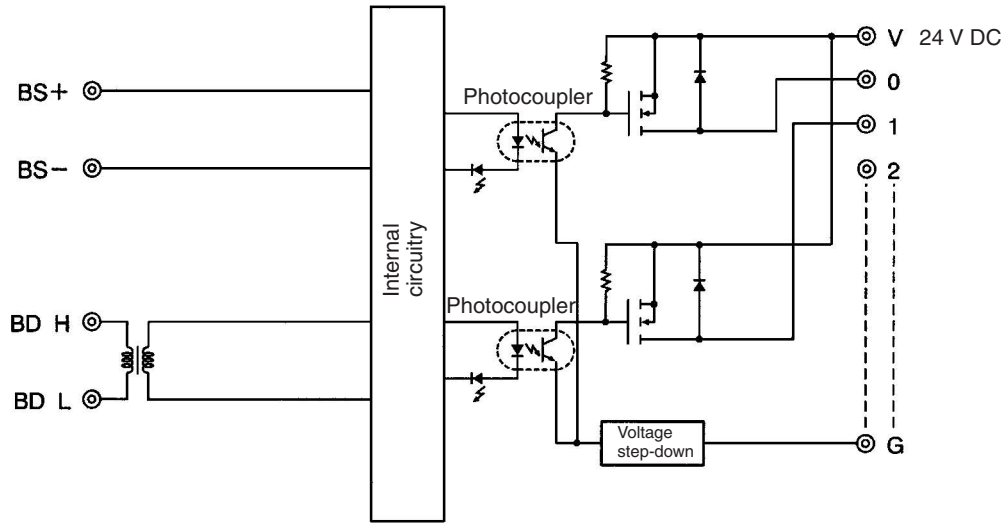 BS+
BS−
BD H
BD L
Internal
circuitry
Photocoupler
Photocoupler
Voltage
step-down
V 24 V DC
0
1
2
G